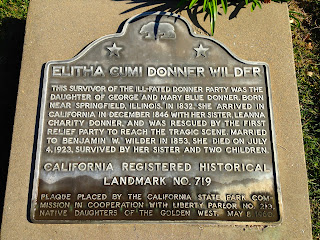 ELITHA CUMI DONNER WILDER
THIS SURVIVOR OF THE ILL-FATED DONNER PARTY WAS THE
DAUGHTER OF GEORGE AND MARY BLUE DONNER. BORN
NEAR SPRINGFIELD, ILLINOIS, IN 1832, SHE ARRIVED IN
CALIFORNIA IN DECEMBER 1846 WITH HER SISTER, LEANNA
CHARITY DONNER, AND WAS RESCUED BY THE FIRST
RELIEF PARTY TO REACH THE TRAGIC SCENE. MARRIED
TO BENJAMIN W. WILDER IN 1853, SHE DIED ON JULY
4, 1923, SURVIVED BY HER SISTER AND TWO CHILDREN.
CALIFORNIA REGISTERED HISTORICAL
LANDMARK NO. 719
PLAQUE PLACED BY THE CALIFORNIA STATE PARK COM-
MISSION IN COOPERATION WITH LIBERTY PARLOR NO. 213,
NATIVE DAUGHTERS OF THE GOLDEN WEST, MAY 8, 1960